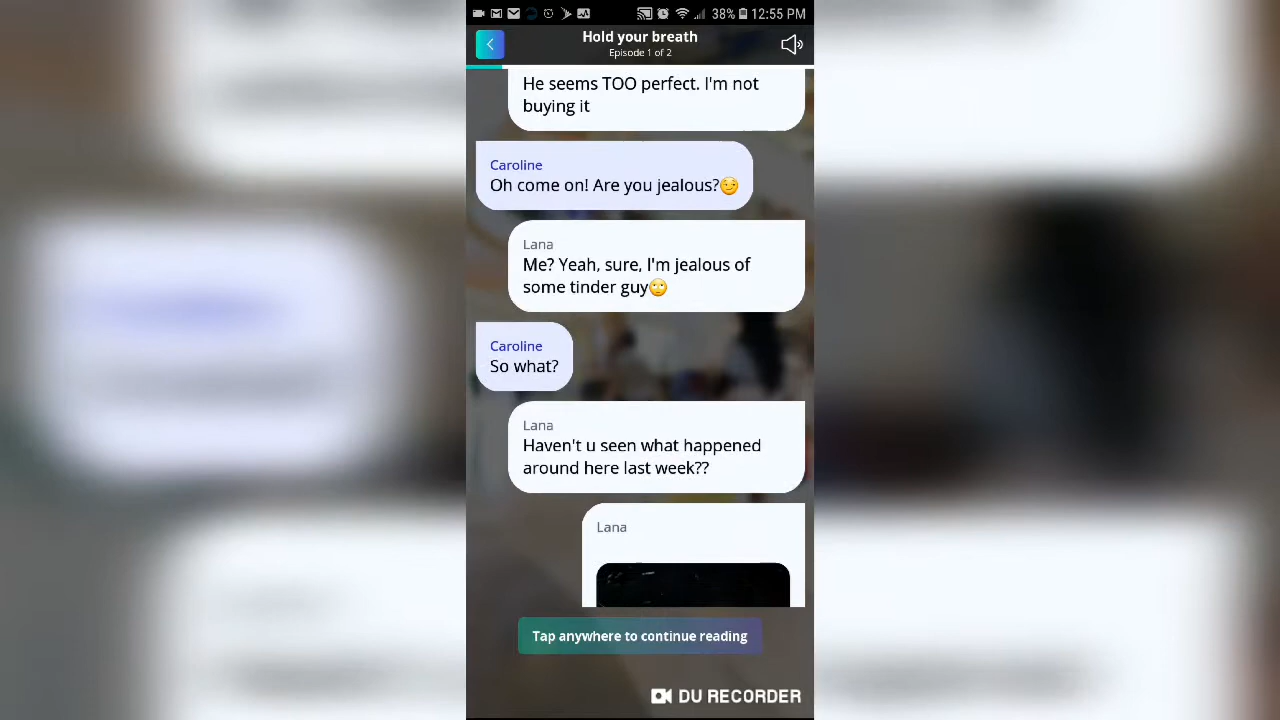 38% 12:55 PM
Hold your breath
Episode 1 of 2
He seems TOO perfect. I'm not
buying it
Caroline
Oh come on! Are you jealous?😏
Lana
Me? Yeah, sure, I'm jealous of
some tinder guy🙄
Caroline
So what?
Lana
Haven't u seen what happened
around here last week??
Lana
Tap anywhere to continue reading
DU RECORDER